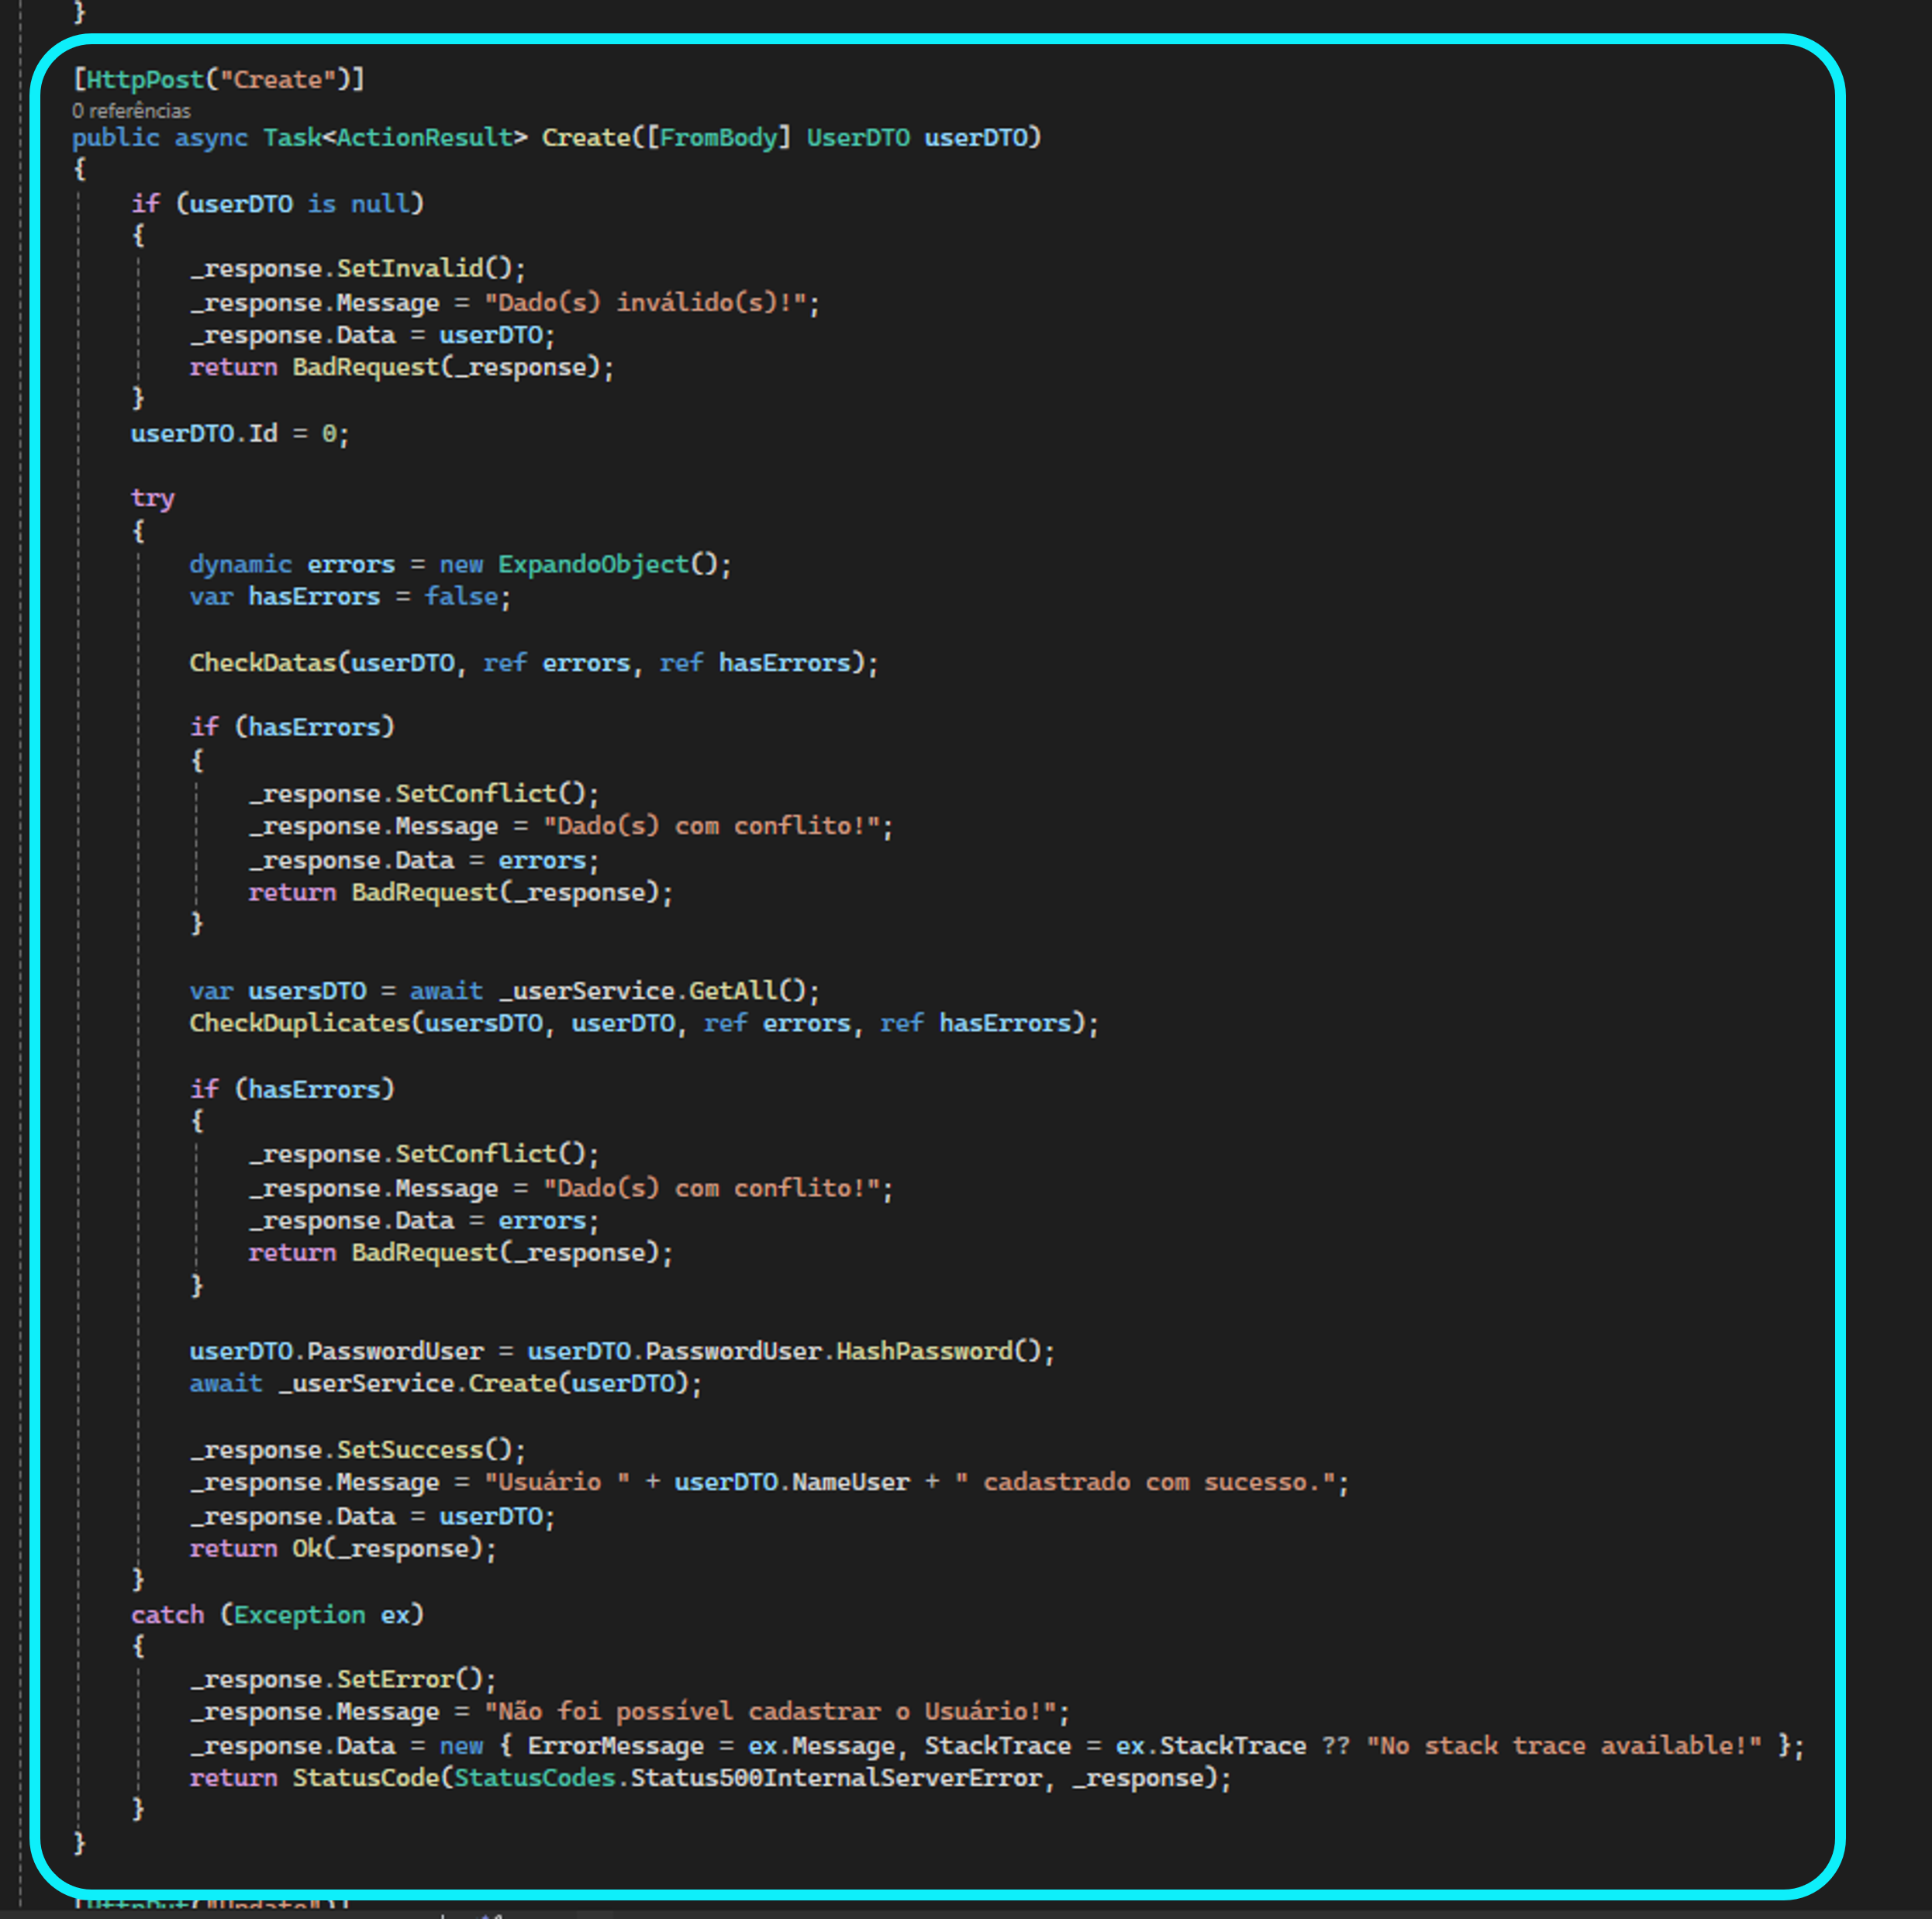 }
[HttpPost("Create")]
0 referências
public async Task<ActionResult> Create([FromBody] UserDTO userDTO)
{
if (userDTO is null)
{
_response.SetInvalid();
_response.Message = "Dado(s) inválido(s)!";
_response.Data = userDTO;
return BadRequest(_response);
}
userDTO.Id = 0;
try
{
dynamic errors = new ExpandoObject();
var hasErrors = false;
CheckDatas(userDTO, ref errors, ref hasErrors);
if (hasErrors)
{
_response.SetConflict();
_response.Message = "Dado(s) com conflito!";
_response.Data = errors;
return BadRequest(_response);
}
var usersDTO = await _userService.GetAll();
CheckDuplicates(usersDTO, userDTO, ref errors, ref hasErrors);
if (hasErrors)
{
_response.SetConflict();
_response.Message = "Dado(s) com conflito!";
_response.Data = errors;
return BadRequest(_response);
}
userDTO.PasswordUser = userDTO.PasswordUser.HashPassword();
await _userService.Create(userDTO);
_response.SetSuccess();
_response.Message = "Usuário " + userDTO.NameUser + " cadastrado com sucesso.";
_response.Data = userDTO;
return Ok(_response);
}
catch (Exception ex)
{
_response.SetError();
_response.Message = "Não foi possível cadastrar o Usuário!";
_response.Data = new { ErrorMessage = ex.Message, StackTrace = ex.StackTrace ?? "No stack trace available!" };
return StatusCode(StatusCodes.Status500InternalServerError, _response);
}
}
[HttpPut("Update")]